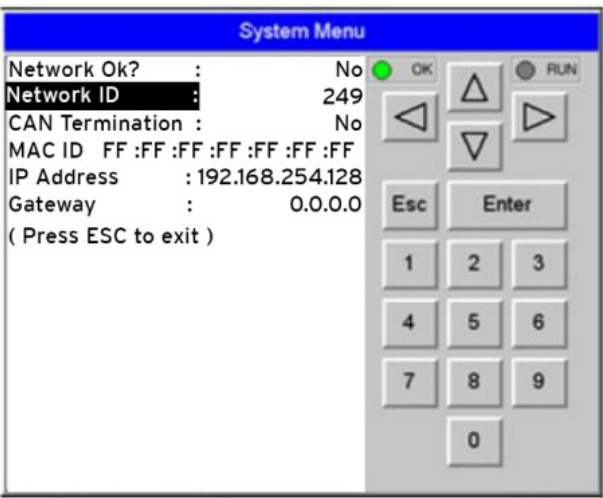 System Menu
Network Ok? : No
Network ID : 249
CAN Termination : No
MAC ID FF :FF :FF :FF :FF :FF :FF
IP Address : 192.168.254.128
Gateway : 0.0.0.0
( Press ESC to exit )
OK RUN
Esc Enter
1 2 3
4 5 6
7 8 9
0